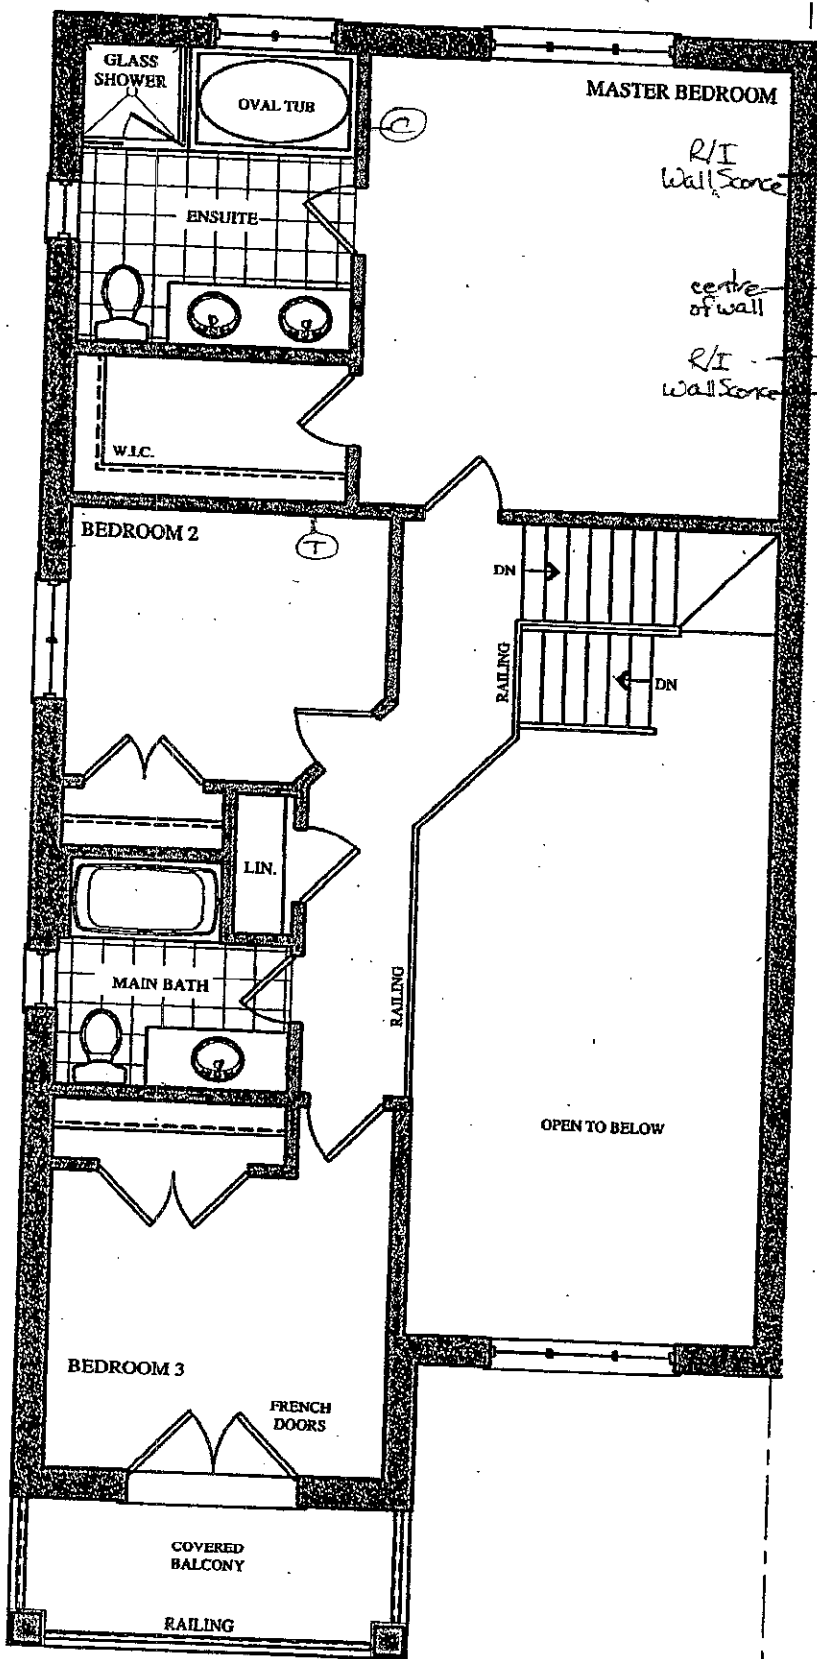 GLASS
SHOWER
OVAL TUB
MASTER BEDROOM
C
R/I
Wall Sconce
ENSUITE
centre
of wall
R/I
Wall Sconce
W.I.C.
BEDROOM 2
T
DN
RAILING
DN
LIN.
MAIN BATH
RAILING
OPEN TO BELOW
BEDROOM 3
FRENCH
DOORS
COVERED
BALCONY
RAILING